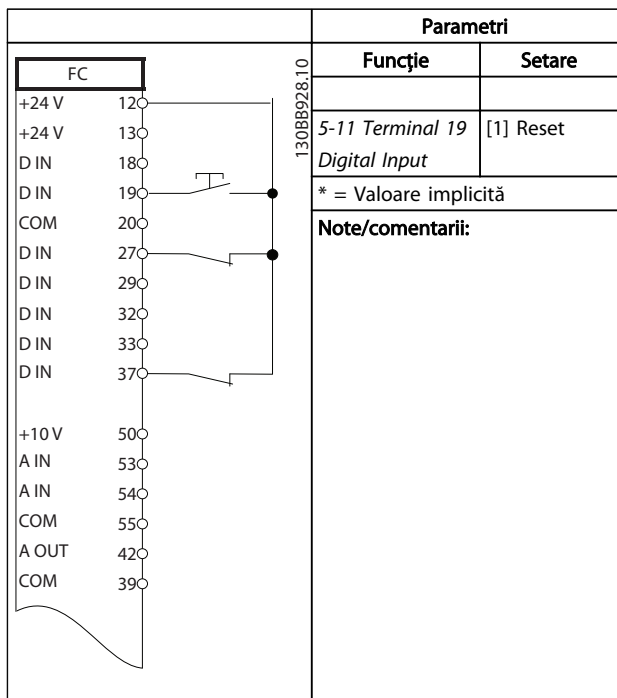 Parametri
Funcție Setare
FC
130BB928.10
+24 V 12
+24 V 13
D IN 18
D IN 19
COM 20
D IN 27
D IN 29
D IN 32
D IN 33
D IN 37
+10 V 50
A IN 53
A IN 54
COM 55
A OUT 42
COM 39
5-11 Terminal 19 [1] Reset
Digital Input
* = Valoare implicită
Note/comentarii: